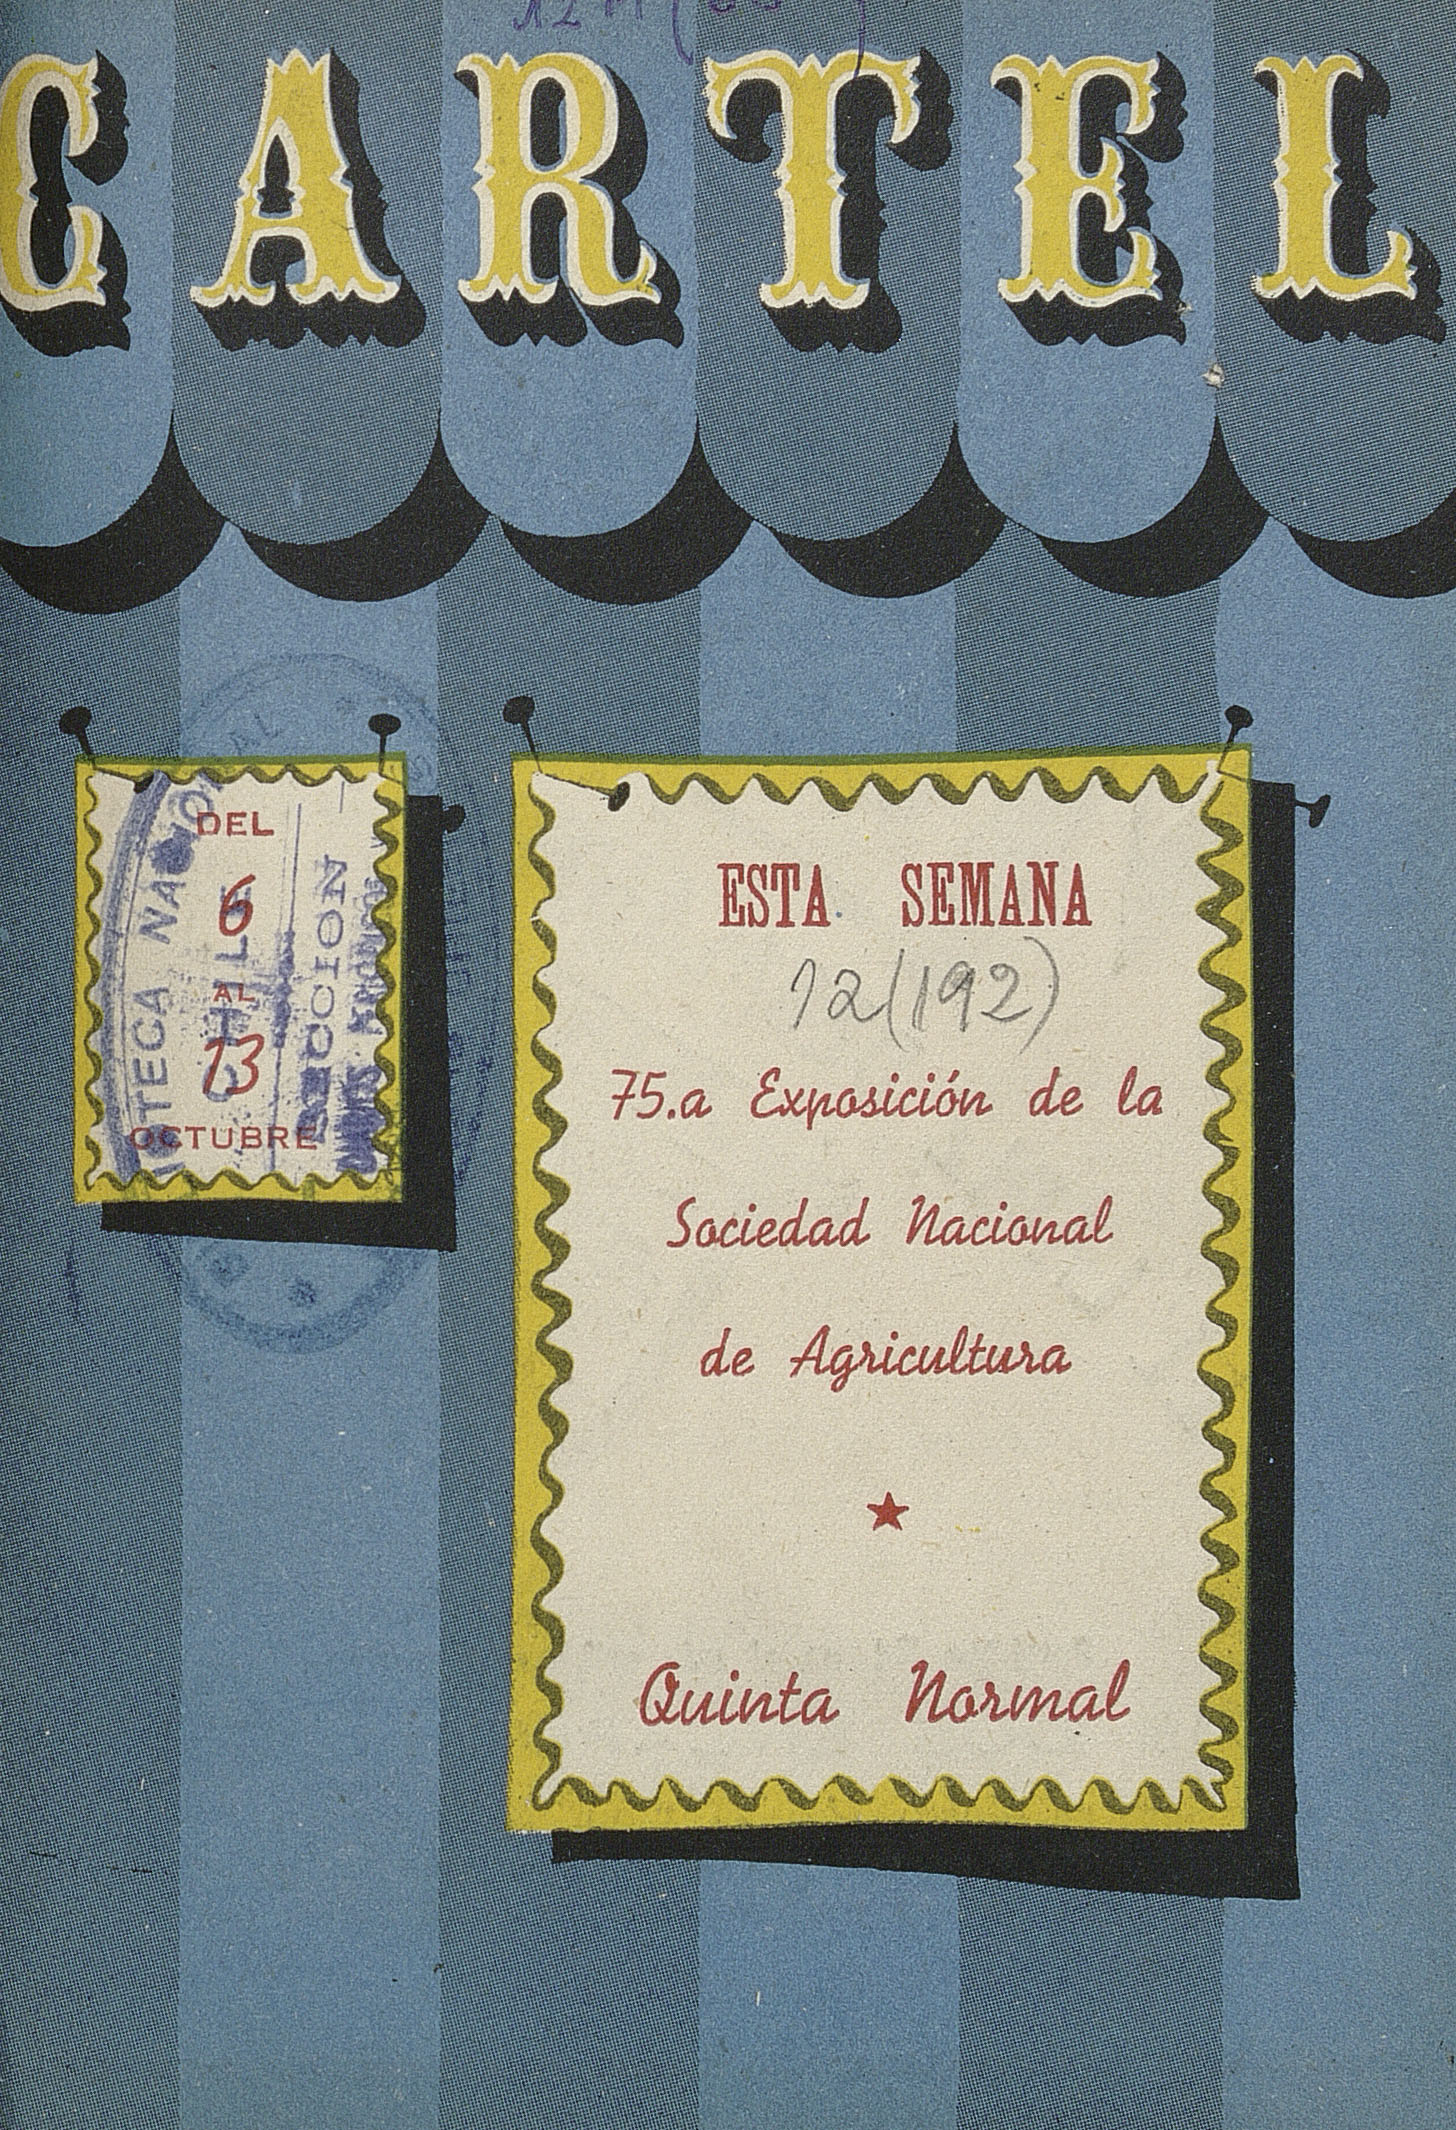 CARTEL
DEL
6
AL
13
OCTUBRE
CHILE
ESTA SEMANA
12(192)
75.a Exposición de la
Sociedad Nacional
de Agricultura
Quinta Normal